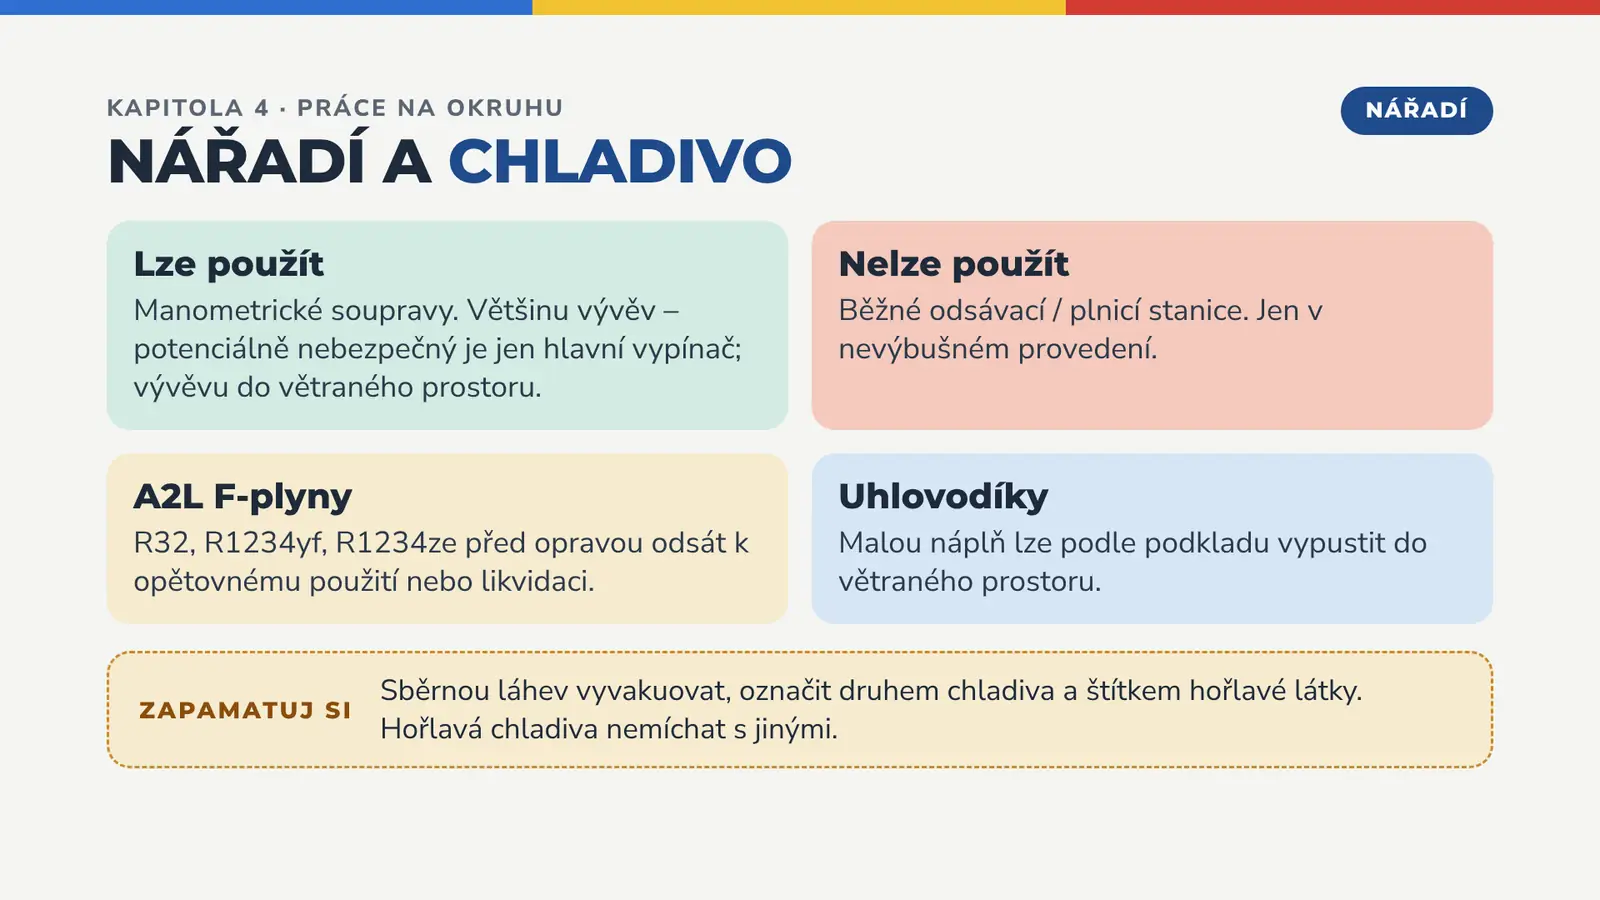 KAPITOLA 4 · PRÁCE NA OKRUHU
NÁŘADÍ
NÁŘADÍ A CHLADIVO
Lze použít
Manometrické soupravy. Většinu vývěv –
potenciálně nebezpečný je jen hlavní vypínač;
vývěvu do větraného prostoru.
Nelze použít
Běžné odsávací / plnicí stanice. Jen v
nevýbušném provedení.
A2L F-plyny
R32, R1234yf, R1234ze před opravou odsát k
opětovnému použití nebo likvidaci.
Uhlovodíky
Malou náplň lze podle podkladu vypustit do
větraného prostoru.
ZAPAMATUJ SI
Sběrnou láhev vyvakuovat, označit druhem chladiva a štítkem hořlavé látky.
Hořlavá chladiva nemíchat s jinými.